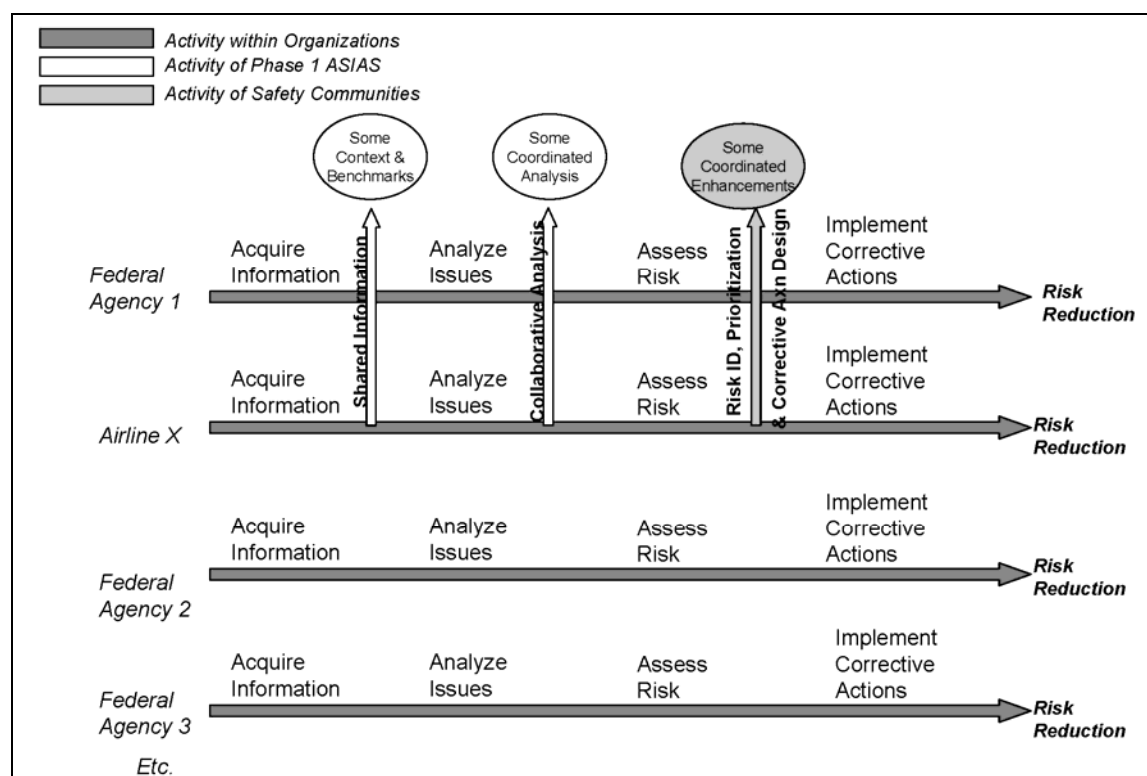 Activity within Organizations
Activity of Phase 1 ASIAS
Activity of Safety Communities
Some
Context &
Benchmarks
Some
Coordinated
Analysis
Some
Coordinated
Enhancements
Federal
Agency 1
Acquire
Information
Shared Information
Analyze
Issues
Collaborative Analysis
Assess
Risk
Risk ID, Prioritization
& Corrective Axn Design
Implement
Corrective
Actions
Risk
Reduction
Airline X
Acquire
Information
Analyze
Issues
Assess
Risk
Implement
Corrective
Actions
Risk
Reduction
Federal
Agency 2
Acquire
Information
Analyze
Issues
Assess
Risk
Implement
Corrective
Actions
Risk
Reduction
Federal
Agency 3
Acquire
Information
Analyze
Issues
Assess
Risk
Implement
Corrective
Actions
Risk
Reduction
Etc.